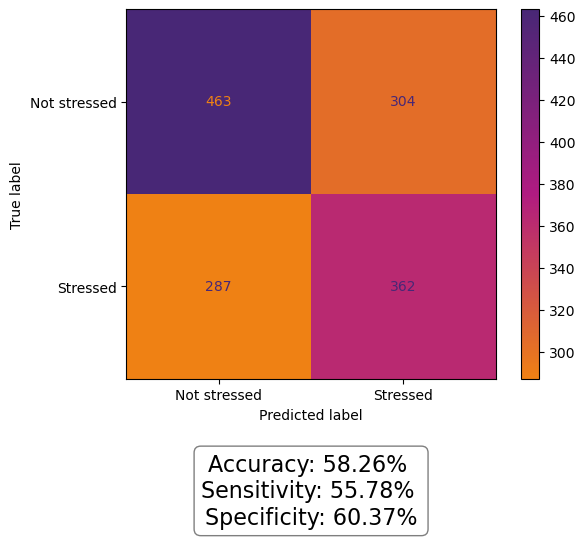 460
Not stressed
463
304
440
420
400
True label
380
360
Stressed
287
362
340
320
300
Not stressed
Stressed
Predicted label
Accuracy: 58.26%
Sensitivity: 55.78%
Specificity: 60.37%